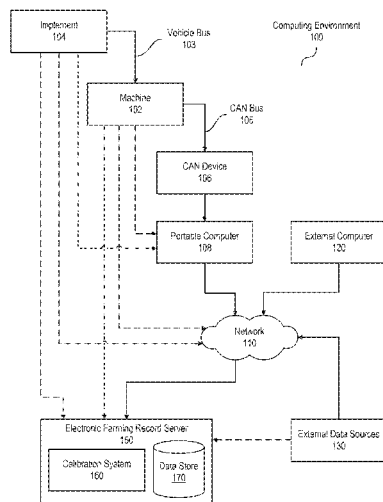 Implement
104
Vehicle Bus
103
Computing Environment
100
Machine
102
CAN Bus
105
CAN Device
106
Portable Computer
108
External Computer
120
Network
110
Electronic Farming Record Server
150
Calibration System
160
Data Store
170
External Data Sources
130